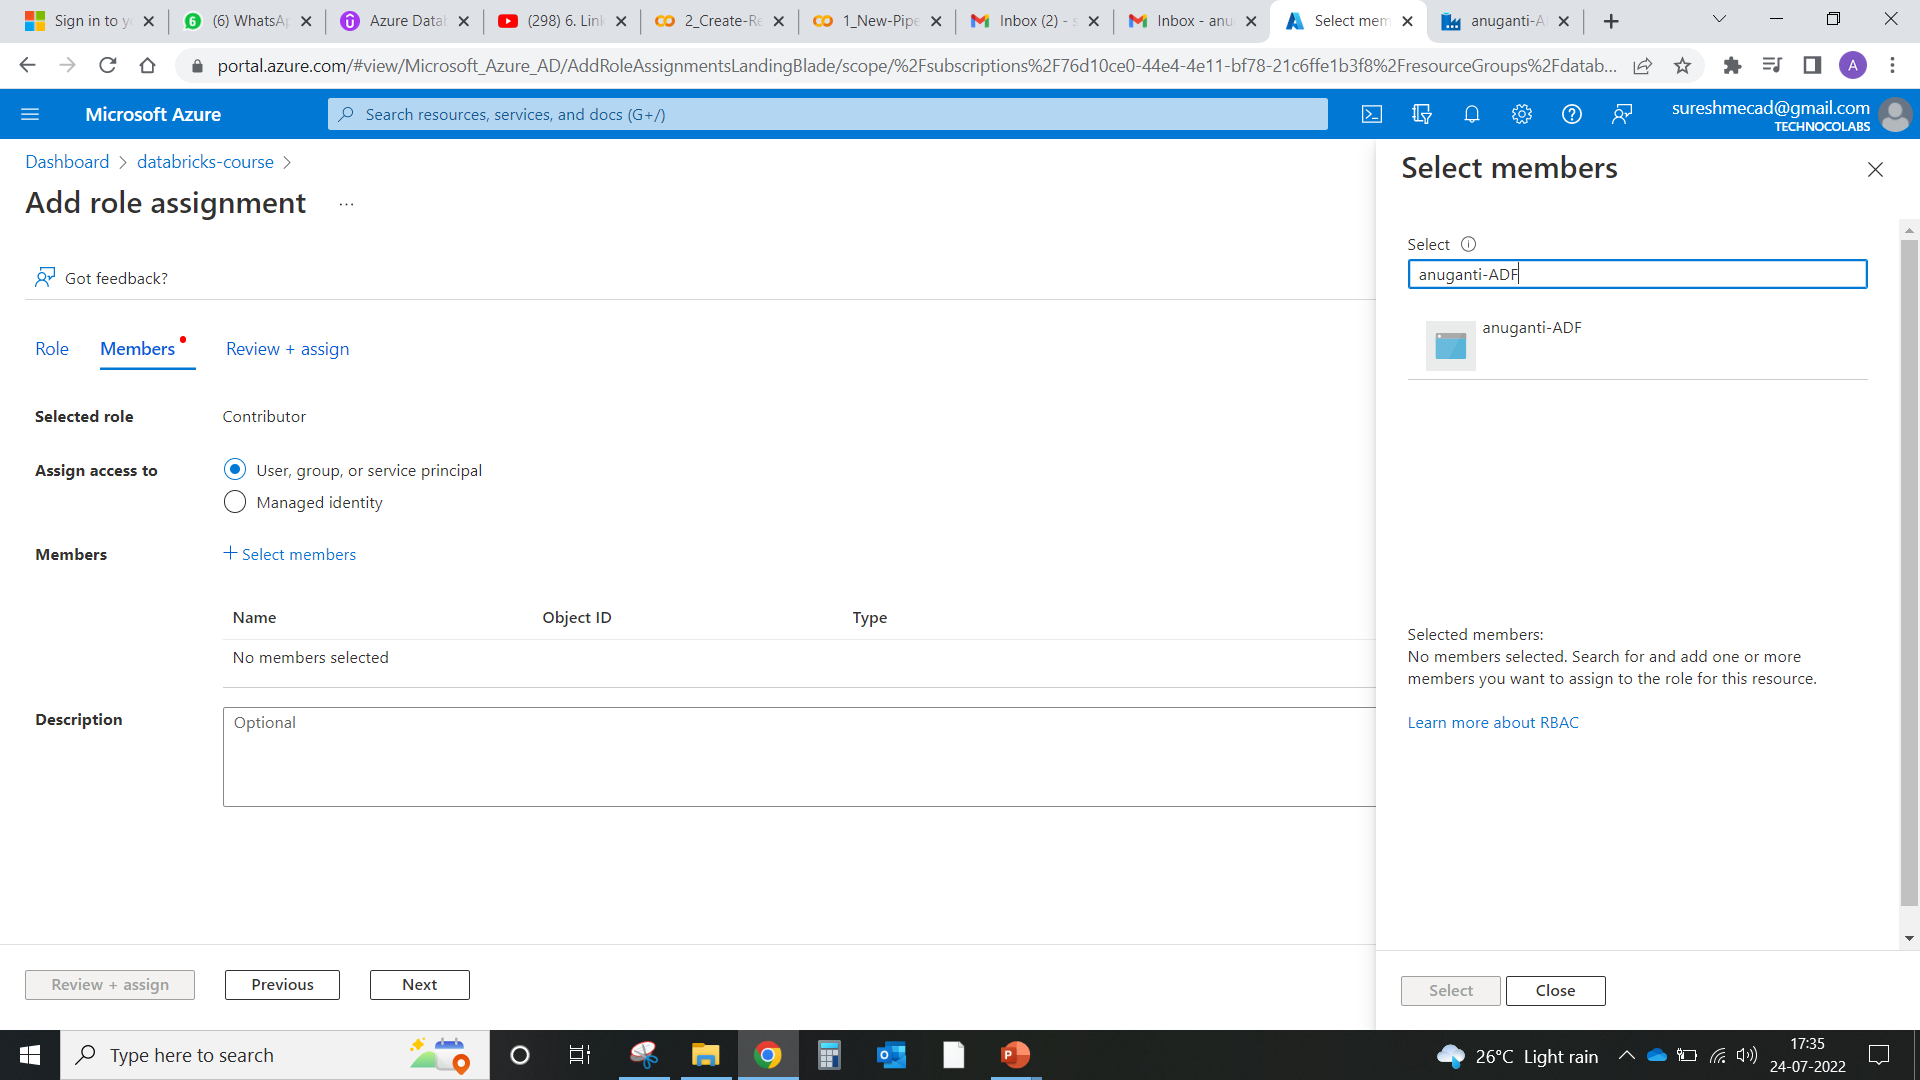 Sign in to yo
(6) WhatsAp
Azure Datab
(298) 6. Link
2_Create-Re
1_New-Pipe
Inbox (2) - s
Inbox - anu
Select mem
anuganti-A
portal.azure.com/#view/Microsoft_Azure_AD/AddRoleAssignmentsLandingBlade/scope/%2Fsubscriptions%2F76d10ce0-44e4-4e11-bf78-21c6ffe1b3f8%2FresourceGroups%2Fdatab...
A
Microsoft Azure
Search resources, services, and docs (G+/)
sureshmecad@gmail.com
TECHNOCOLABS
Dashboard > databricks-course >
Add role assignment ...
Got feedback?
Role
Members
Review + assign
Selected role
Contributor
Assign access to
User, group, or service principal
Managed identity
Members
+ Select members
Name
Object ID
Type
No members selected
Description
Optional
Review + assign
Previous
Next
Select members
Select
anuganti-ADF
anuganti-ADF
Selected members:
No members selected. Search for and add one or more
members you want to assign to the role for this resource.
Learn more about RBAC
Select
Close
Type here to search
26°C Light rain
17:35
24-07-2022